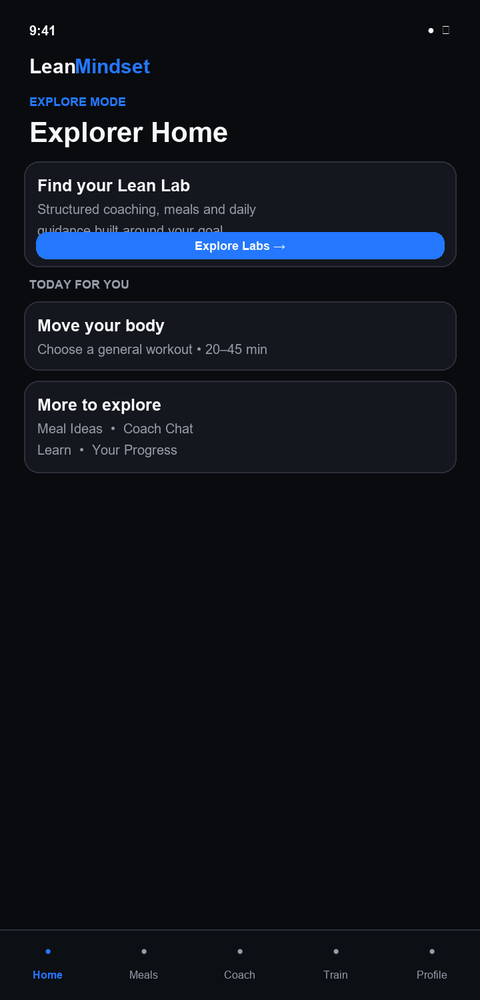 9:41
LeanMindset
EXPLORE MODE
Explorer Home
Find your Lean Lab
Structured coaching, meals and daily
guidance built around your goal
Explore Labs →
TODAY FOR YOU
Move your body
Choose a general workout • 20–45 min
More to explore
Meal Ideas • Coach Chat
Learn • Your Progress
Home
Meals
Coach
Train
Profile